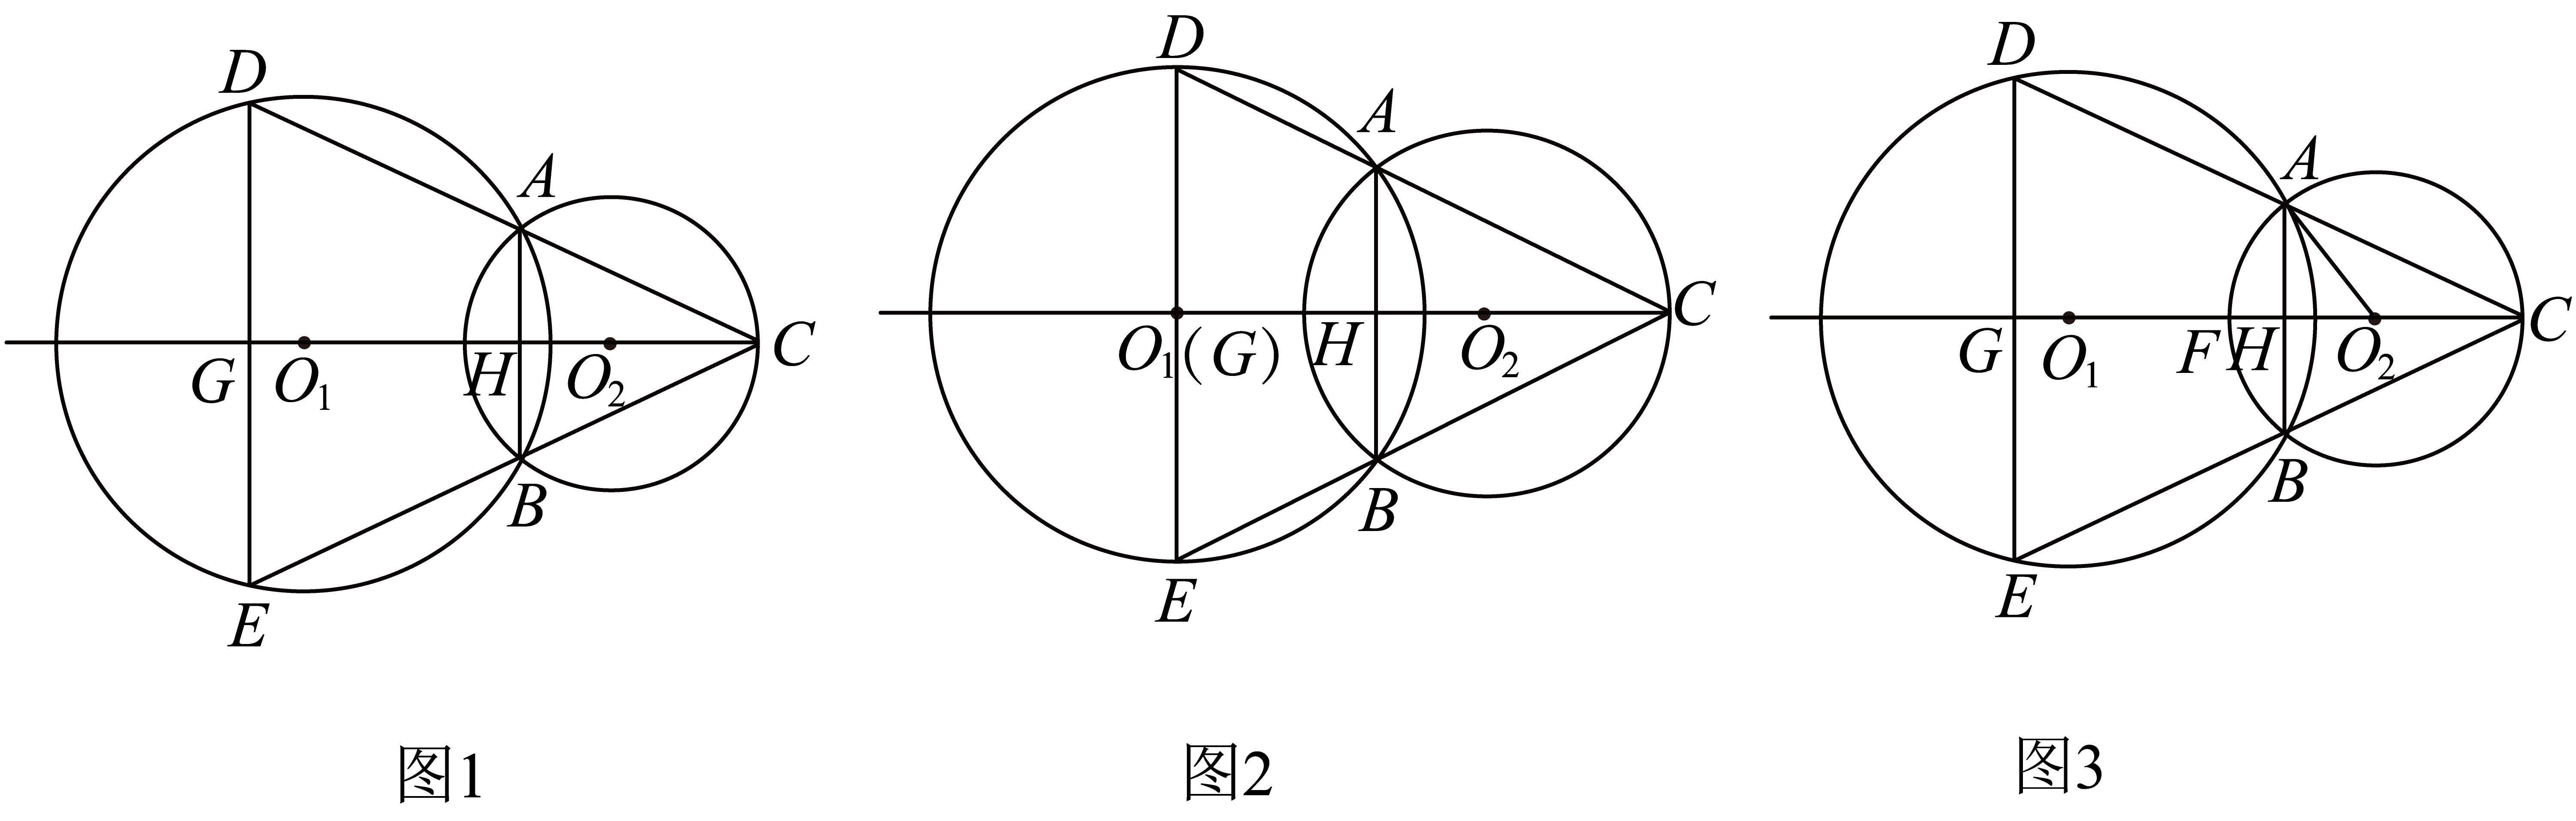 D
A
G O₁ H O₂ C
B
E
图1
D
A
O₁(G) H O₂ C
B
E
图2
D
A
G O₁ F H O₂ C
B
E
图3